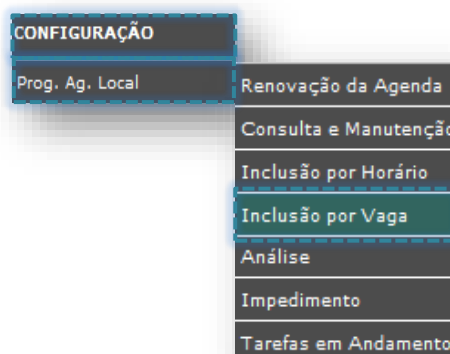 CONFIGURAÇÃO
Prog. Ag. Local
Renovação da Agenda
Consulta e Manutenção
Inclusão por Horário
Inclusão por Vaga
Análise
Impedimento
Tarefas em Andamento